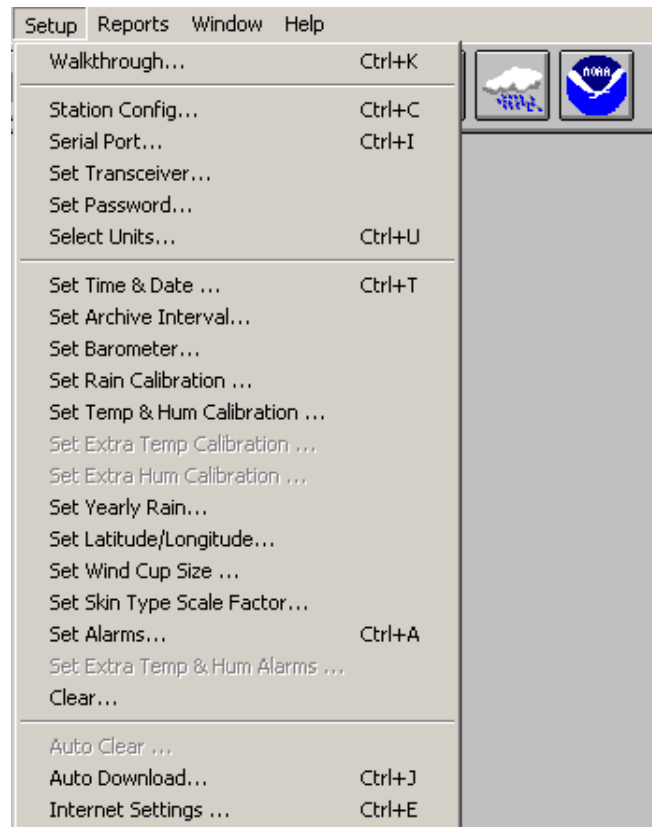 Setup Reports Window Help
Walkthrough... Ctrl+K
NOAA
Station Config... Ctrl+C
Serial Port... Ctrl+I
Set Transceiver...
Set Password...
Select Units... Ctrl+U
Set Time & Date ... Ctrl+T
Set Archive Interval...
Set Barometer...
Set Rain Calibration ...
Set Temp & Hum Calibration ...
Set Extra Temp Calibration ...
Set Extra Hum Calibration ...
Set Yearly Rain...
Set Latitude/Longitude...
Set Wind Cup Size ...
Set Skin Type Scale Factor...
Set Alarms... Ctrl+A
Set Extra Temp & Hum Alarms ...
Clear...
Auto Clear ...
Auto Download... Ctrl+J
Internet Settings ... Ctrl+E